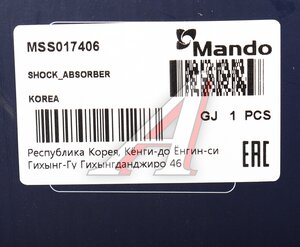 MSS017406
Mando
SHOCK_ABSORBER
KOREA
GJ 1 PCS
Республика Корея, Кёнги-до Ёнгин-си
Гихынг-Гу Гихынгданджиро 46
EAC